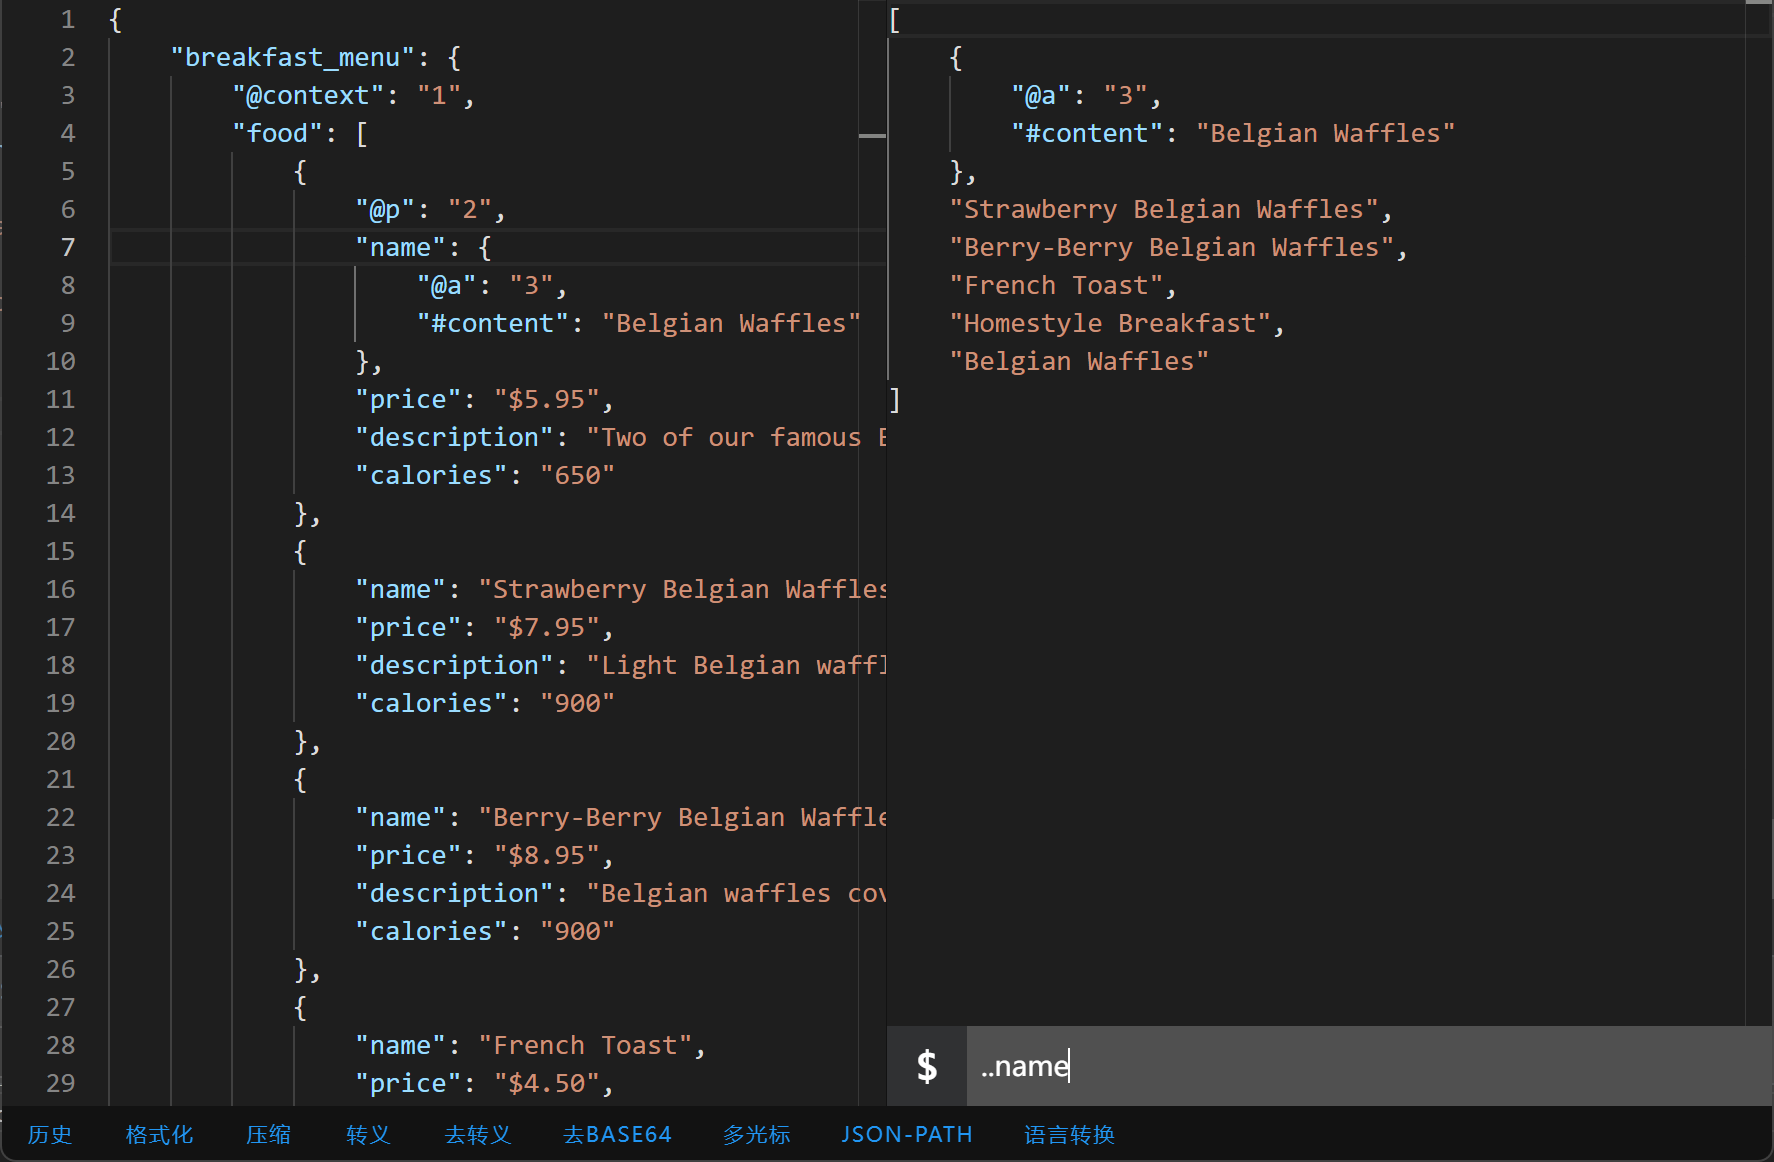 1 {
2 "breakfast_menu": {
3 "@context": "1",
4 "food": [
5 {
6 "@p": "2",
7 "name": {
8 "@a": "3",
9 "#content": "Belgian Waffles"
10 },
11 "price": "$5.95",
12 "description": "Two of our famous
13 "calories": "650"
14 },
15 {
16 "name": "Strawberry Belgian Waffles
17 "price": "$7.95",
18 "description": "Light Belgian waffl
19 "calories": "900"
20 },
21 {
22 "name": "Berry-Berry Belgian Waffle
23 "price": "$8.95",
24 "description": "Belgian waffles cov
25 "calories": "900"
26 },
27 {
28 "name": "French Toast",
29 "price": "$4.50",
[
{
"@a": "3",
"#content": "Belgian Waffles"
},
"Strawberry Belgian Waffles",
"Berry-Berry Belgian Waffles",
"French Toast",
"Homestyle Breakfast",
"Belgian Waffles"
]
$ ..name
历史 格式化 压缩 转义 去转义 去BASE64 多光标 JSON-PATH 语言转换